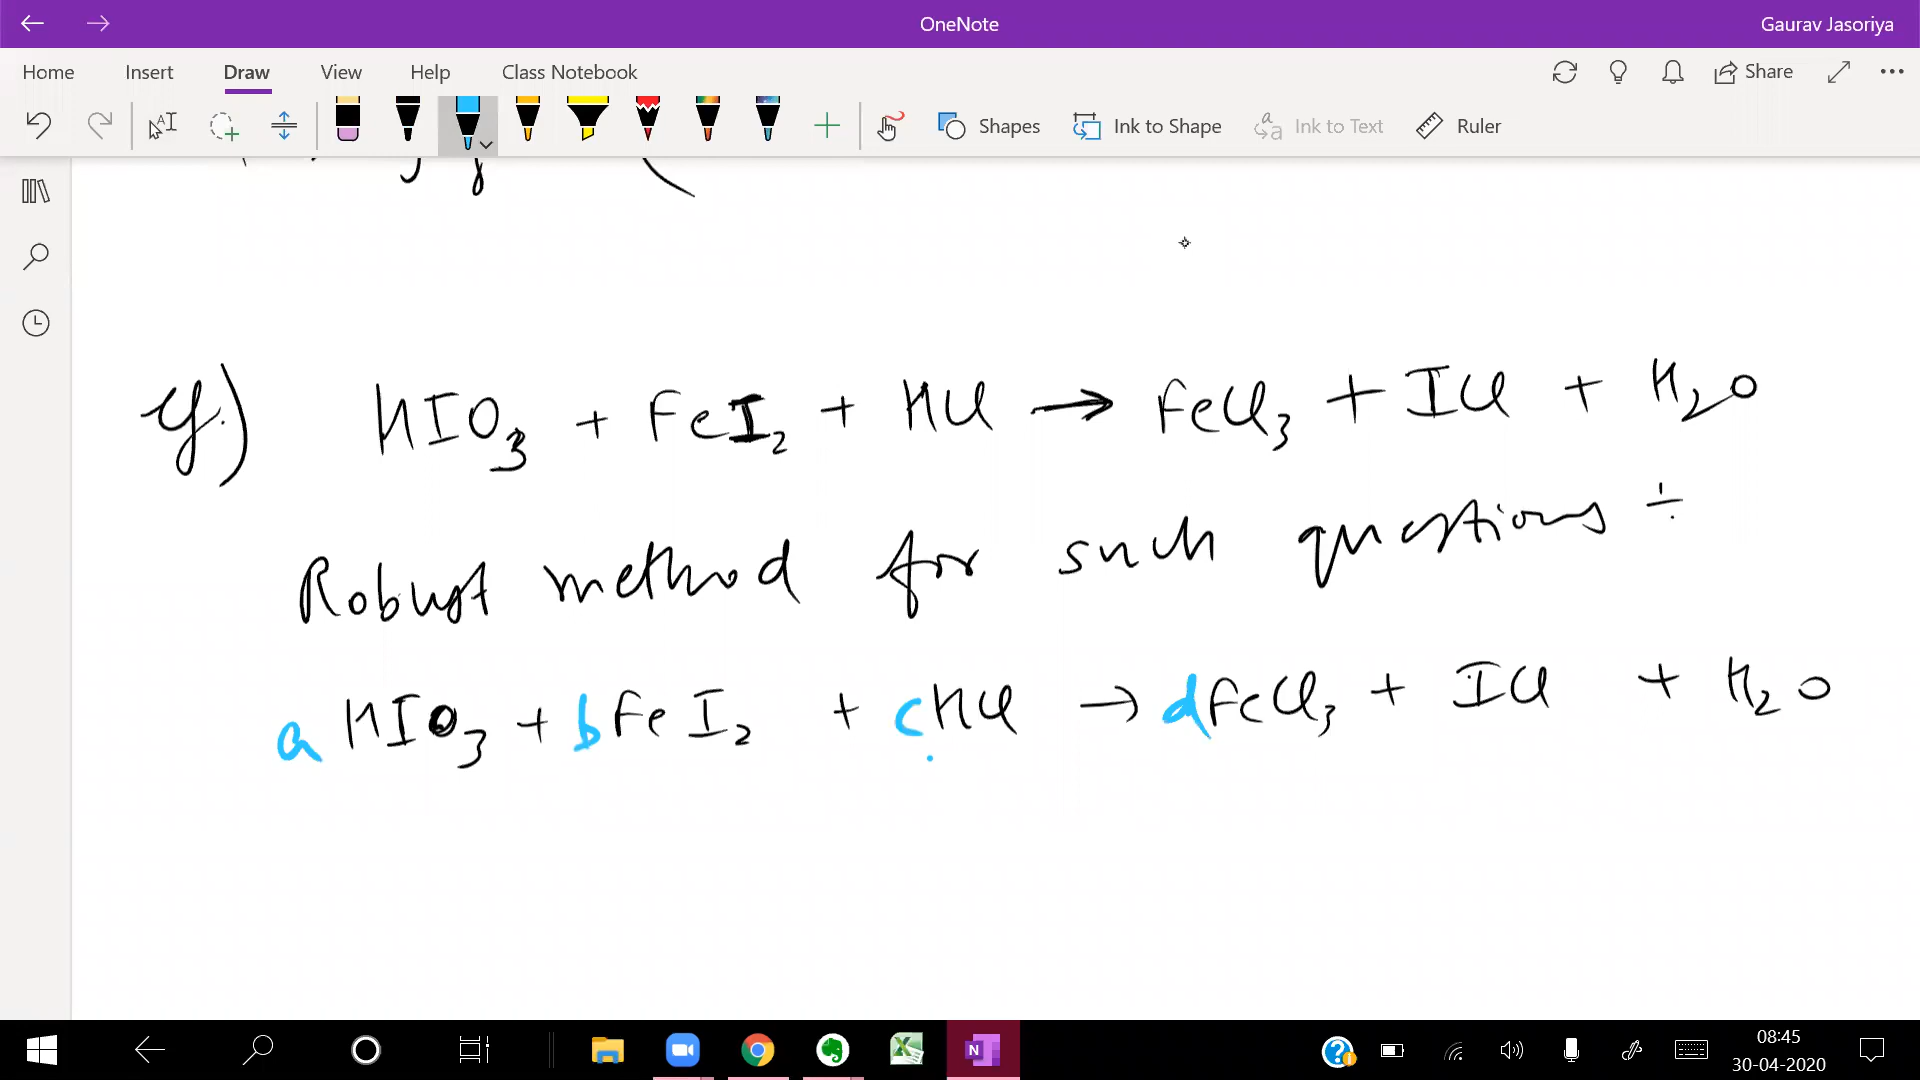 OneNote
Gaurav Jasoriya
Home Insert Draw View Help Class Notebook Share
Shapes Ink to Shape Ink to Text Ruler
eg.) HIO3 + FeI2 + HCl → FeCl3 + ICl + H2O
Robust method for such questions ÷
a HIO3 + b FeI2 + c HCl → d FeCl3 + ICl + H2O
08:45
30-04-2020